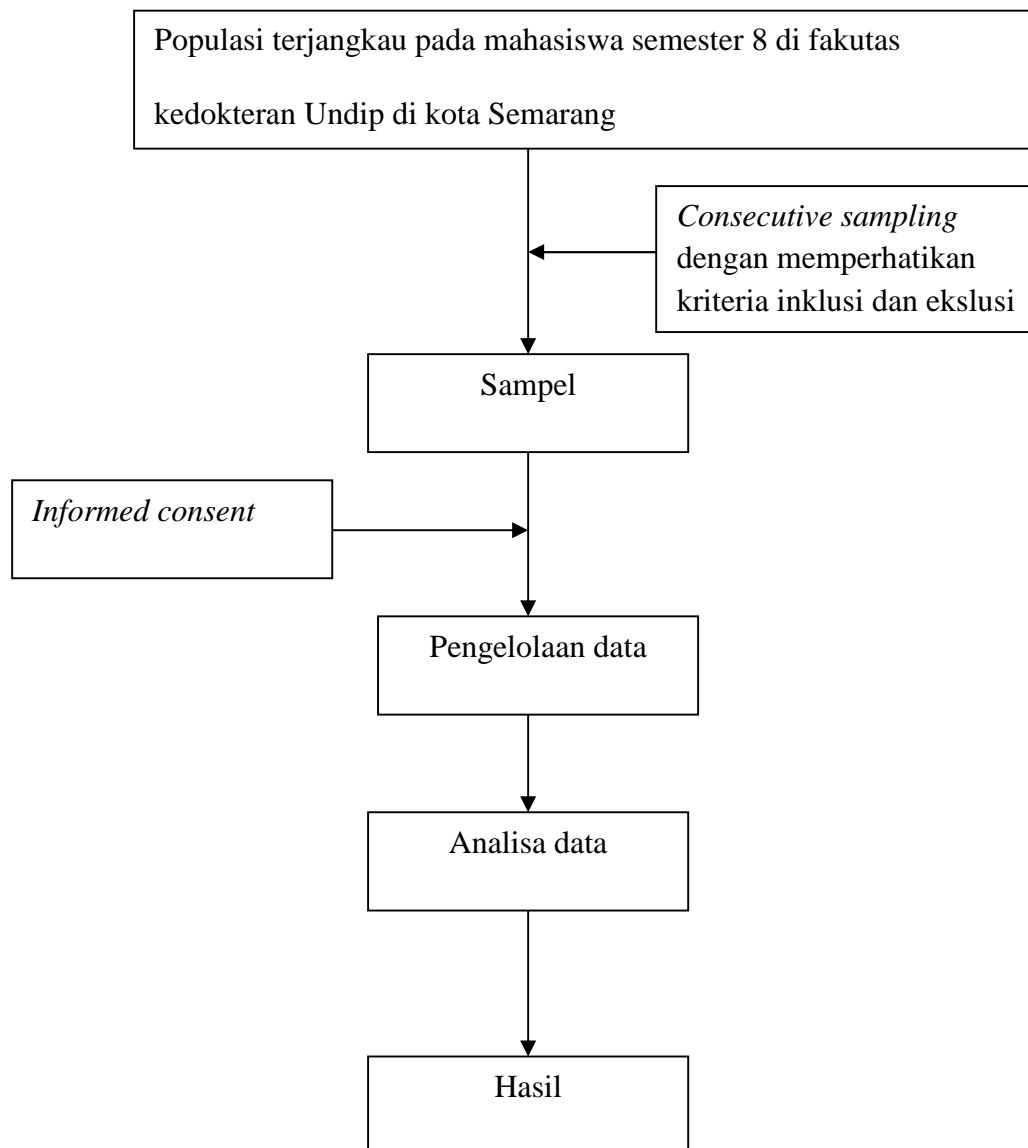 Populasi terjangkau pada mahasiswa semester 8 di fakutas
kedokteran Undip di kota Semarang
Consecutive sampling
dengan memperhatikan
kriteria inklusi dan ekslusi
Sampel
Informed consent
Pengelolaan data
Analisa data
Hasil